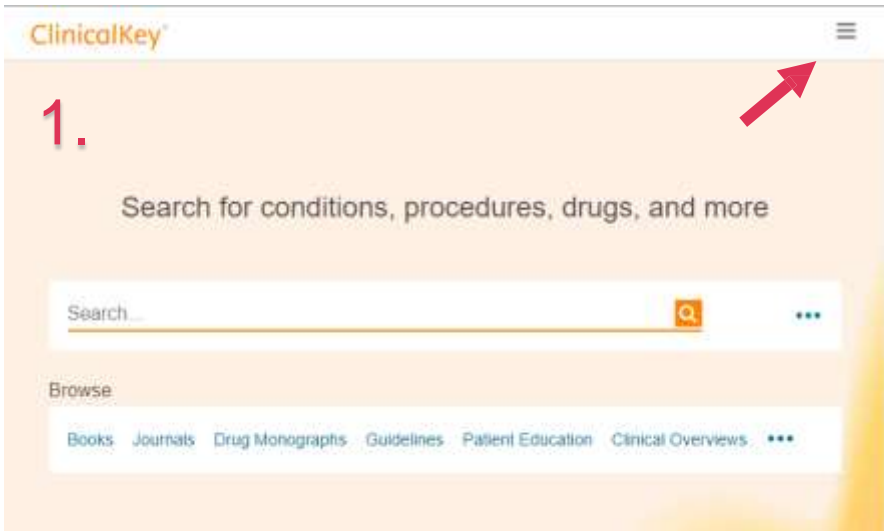 ClinicalKey®
1.
Search for conditions, procedures, drugs, and more
Search...
Browse
Books Journals Drug Monographs Guidelines Patient Education Clinical Overviews •••